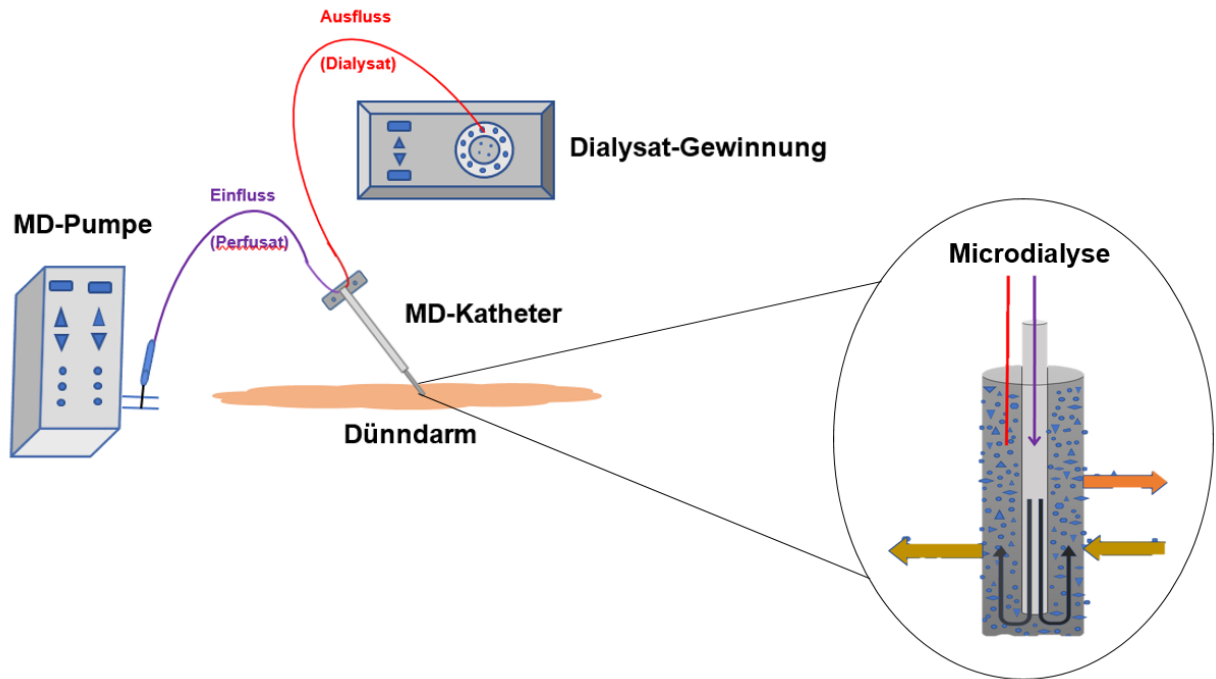 Ausfluss
(Dialysat)
Dialysat-Gewinnung
Einfluss
(Perfusat)
MD-Pumpe
MD-Katheter
Dünndarm
Microdialyse